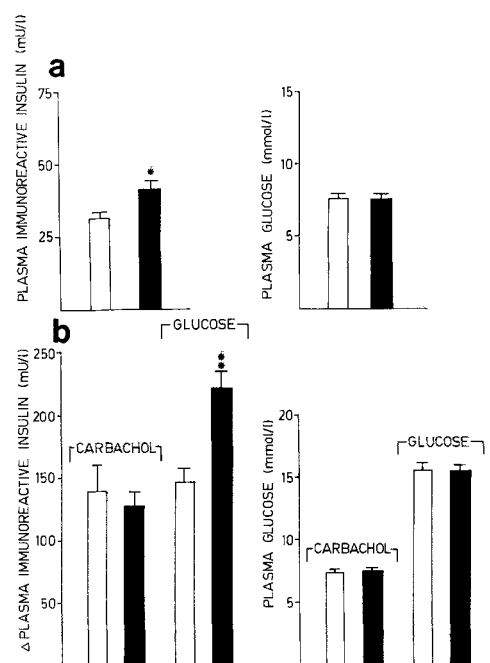 a
PLASMA IMMUNOREACTIVE INSULIN (mU/l)
75
50
25
*
PLASMA GLUCOSE (mmol/l)
15
10
5
b
Δ PLASMA IMMUNOREACTIVE INSULIN (mU/l)
250
200
150
100
50
CARBACHOL
GLUCOSE
*
*
PLASMA GLUCOSE (mmol/l)
20
15
10
5
CARBACHOL
GLUCOSE